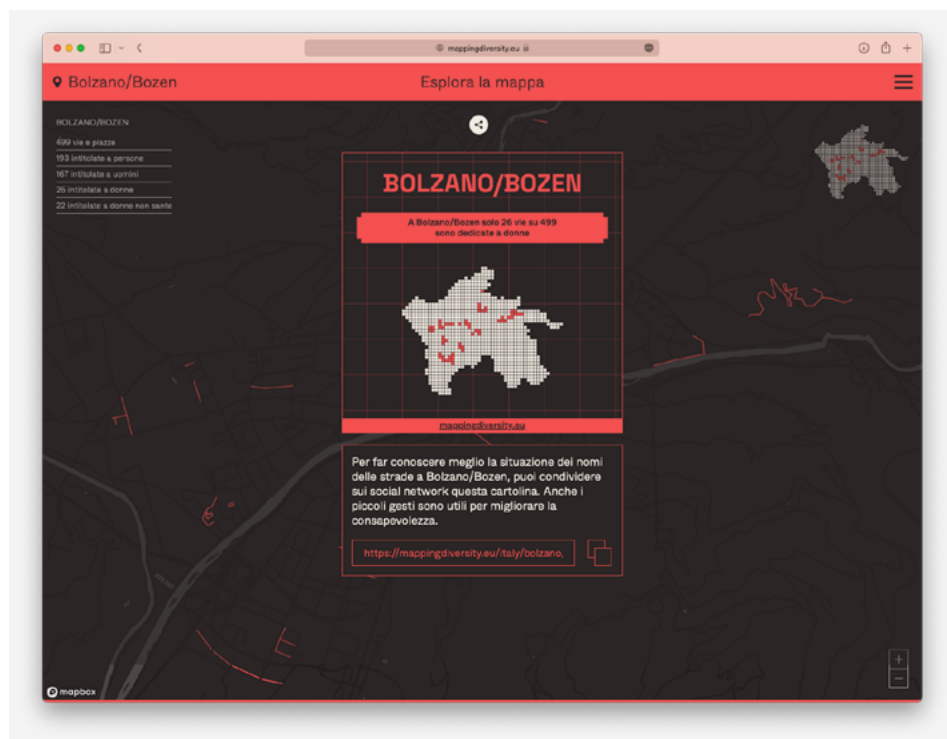 mappingdiversity.eu
Bolzano/Bozen
Esplora la mappa
BOLZANO/BOZEN
499 vie e piazze
193 intitolate a persone
167 intitolate a uomini
26 intitolate a donne
22 intitolate a donne non sante
BOLZANO/BOZEN
A Bolzano/Bozen solo 26 vie su 499
sono dedicate a donne
mappingdiversity.eu
Per far conoscere meglio la situazione dei nomi
delle strade a Bolzano/Bozen, puoi condividere
sui social network questa cartolina. Anche i
piccoli gesti sono utili per migliorare la
consapevolezza.
https://mappingdiversity.eu/italy/bolzano,
mapbox